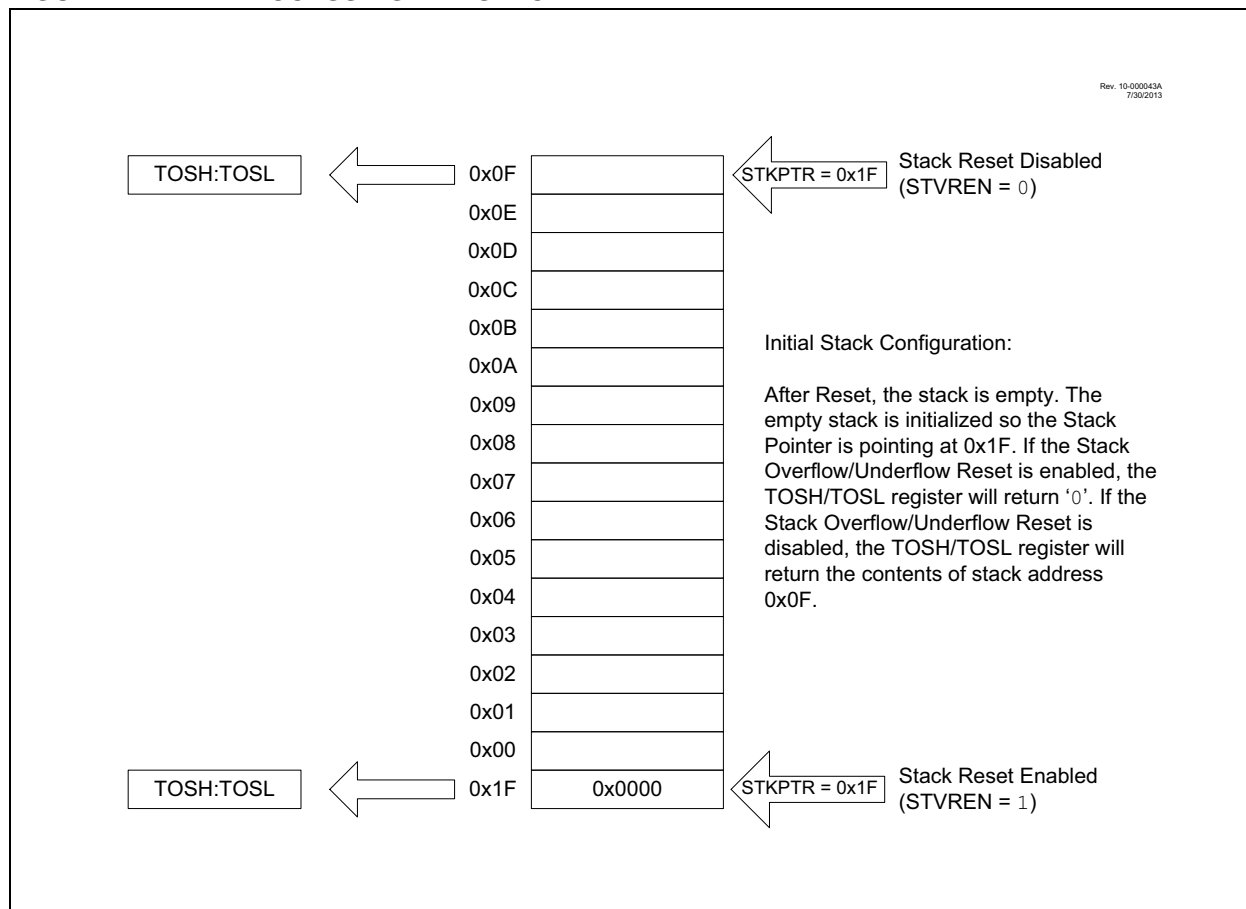 Rev. 10-000043A
7/30/2013
TOSH:TOSL
0x0F
STKPTR = 0x1F
Stack Reset Disabled
(STVREN = 0)
0x0E
0x0D
0x0C
0x0B
0x0A
0x09
0x08
0x07
0x06
0x05
0x04
0x03
0x02
0x01
0x00
Initial Stack Configuration:
After Reset, the stack is empty. The
empty stack is initialized so the Stack
Pointer is pointing at 0x1F. If the Stack
Overflow/Underflow Reset is enabled, the
TOSH/TOSL register will return ‘0’. If the
Stack Overflow/Underflow Reset is
disabled, the TOSH/TOSL register will
return the contents of stack address
0x0F.
TOSH:TOSL
0x1F
0x0000
STKPTR = 0x1F
Stack Reset Enabled
(STVREN = 1)